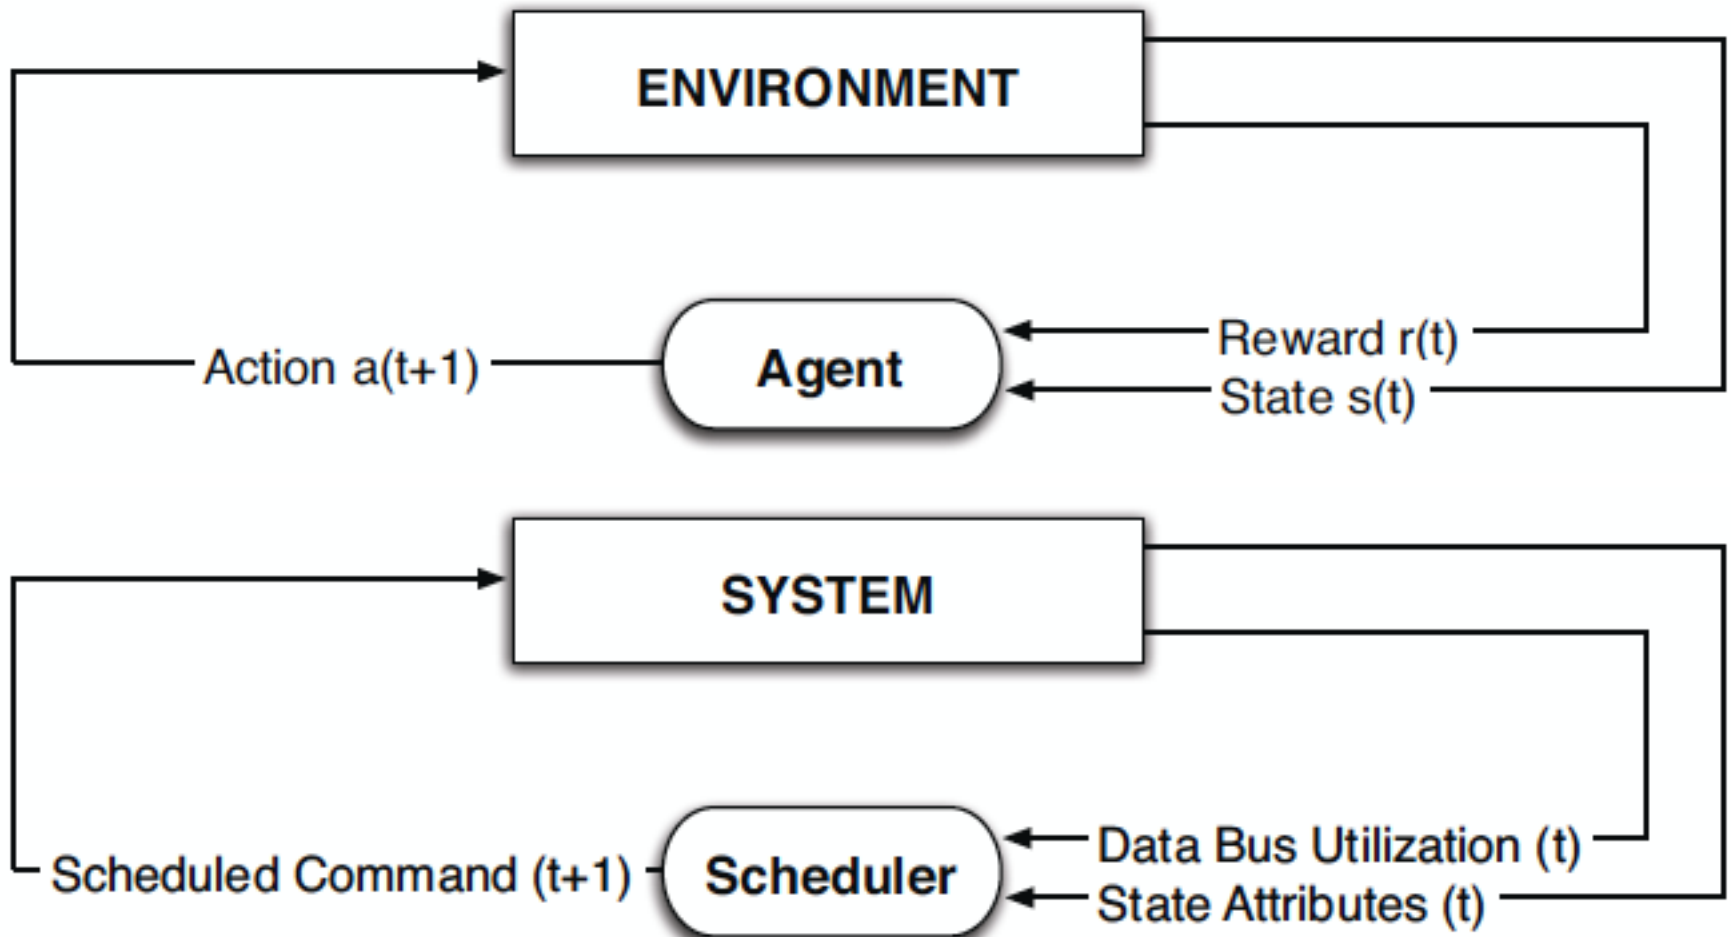 ENVIRONMENT
Reward r(t)
Action a(t+1)
Agent
State s(t)
SYSTEM
Data Bus Utilization (t)
Scheduled Command (t+1)
Scheduler
State Attributes (t)